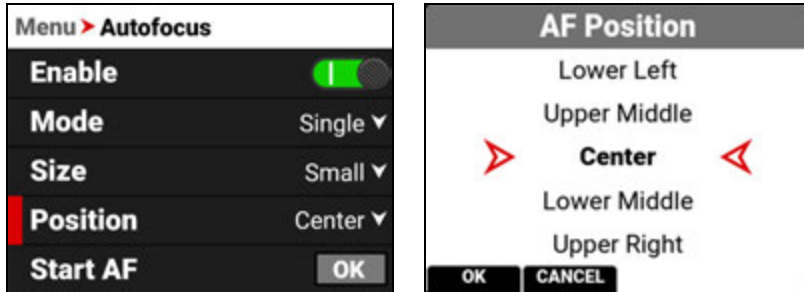 Menu > Autofocus
Enable
Mode Single
Size Small
Position Center
Start AF OK
AF Position
Lower Left
Upper Middle
Center
Lower Middle
Upper Right
OK CANCEL